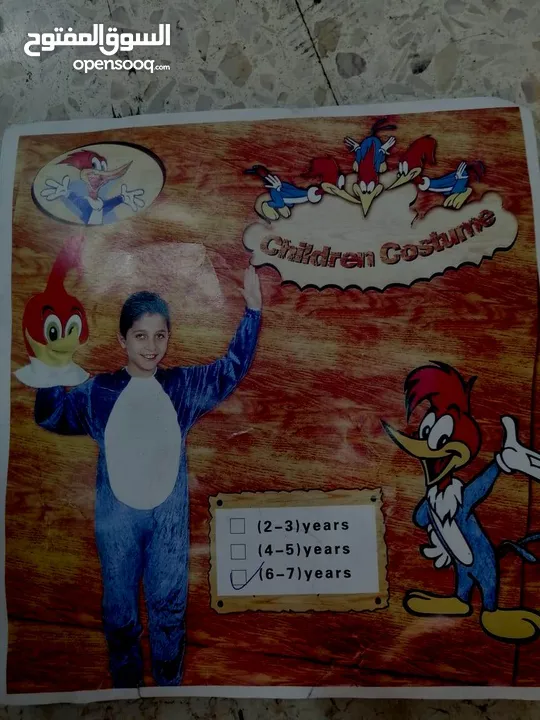 السوق المفتوح
opensooq.com
Children Costume
(2-3)years
(4-5)years
(6-7)years